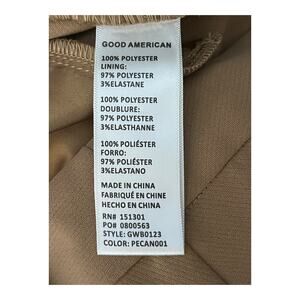 GOOD AMERICAN
100% POLYESTER
LINING:
97% POLYESTER
3%ELASTANE
100% POLYESTER
DOUBLURE:
97% POLYESTER
3%ELASTHANNE
100% POLIÉSTER
FORRO:
97% POLIÉSTER
3%ELASTANO
MADE IN CHINA
FABRIQUÉ EN CHINE
HECHO EN CHINA
RN# 151301
PO# 0800563
STYLE: GWB0123
COLOR: PECAN001